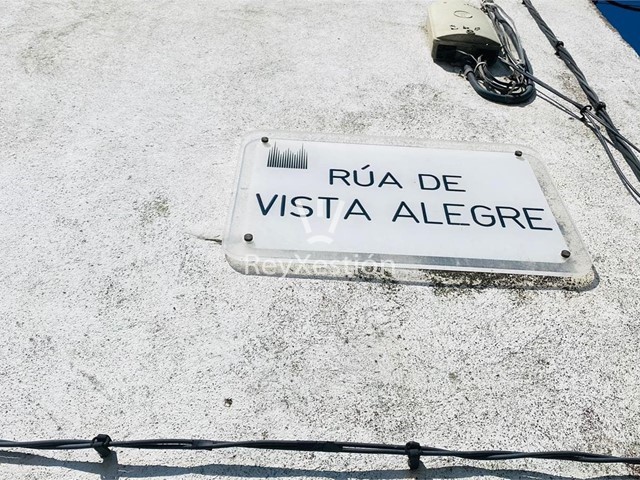 RÚA DE
VISTA ALEGRE
ReyXestión